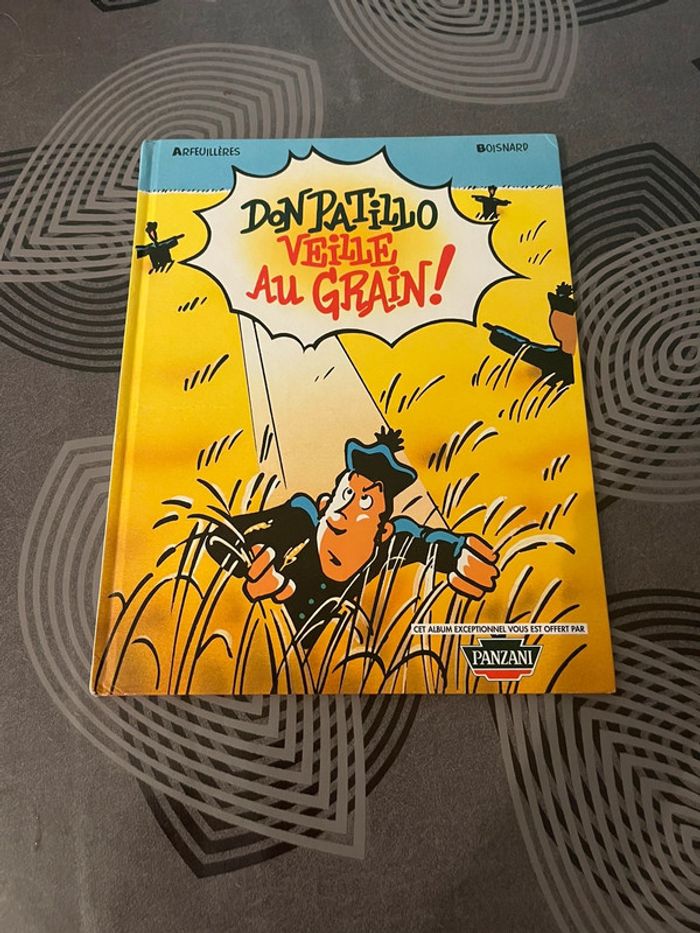 ARFEUILLÈRES
BOISNARD
DON PATILLO
VEILLE
AU GRAIN!
CET ALBUM EXCEPTIONNEL VOUS EST OFFERT PAR
PANZANI